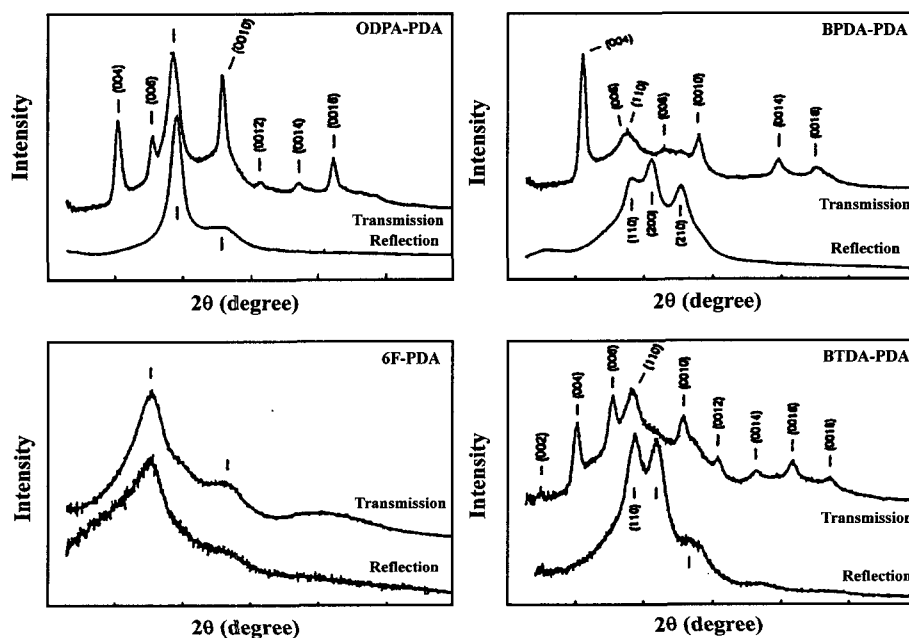 ODPA-PDA
(004)
(006)
(0010)
(0012)
(0014)
(0016)
Transmission
Reflection
Intensity
2θ (degree)
BPDA-PDA
(004)
(006)
(110)
(008)
(0010)
(0014)
(0016)
Transmission
(110)
(200)
(210)
Reflection
Intensity
2θ (degree)
6F-PDA
Transmission
Reflection
Intensity
2θ (degree)
BTDA-PDA
(002)
(004)
(006)
(110)
(0010)
(0012)
(0014)
(0016)
(0018)
Transmission
(110)
Reflection
Intensity
2θ (degree)